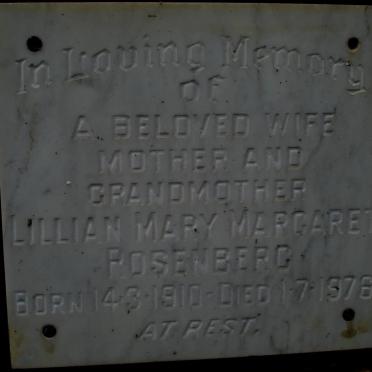 In Loving Memory
of
A BELOVED WIFE
MOTHER AND
GRANDMOTHER
LILLIAN MARY MARGARET
ROSENBERG
BORN 14·3·1910 - DIED 1·7·1976
AT REST.